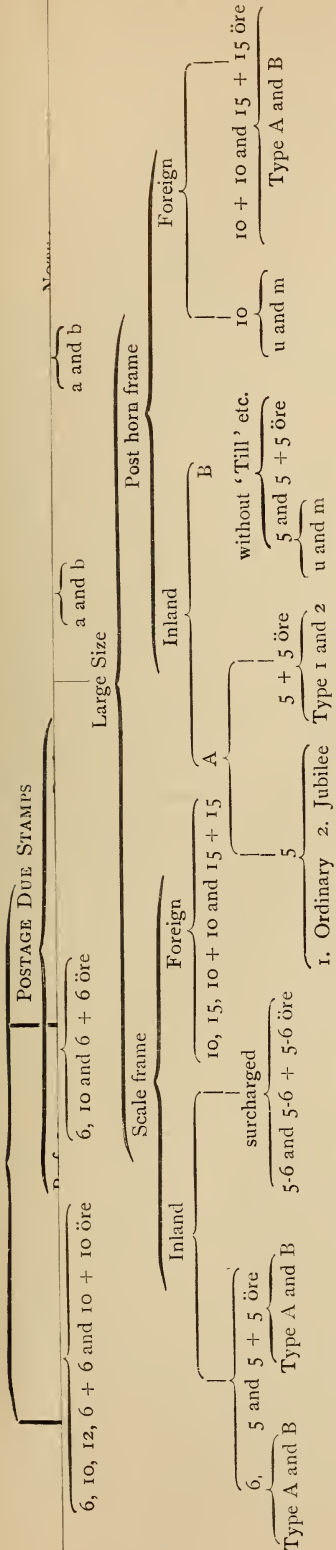 POSTAGE DUE STAMPS
6, 10, 12, 6 + 6 and 10 + 10 öre 6, 10 and 6 + 6 öre a and b a and b
Large Size
Scale frame Post horn frame
Inland Foreign Inland Foreign
10, 15, 10 + 10 and 15 + 15 A B
surcharged without ‘Till’ etc.
6, 5 and 5 + 5 öre 5-6 and 5-6 + 5-6 öre 5 5 + 5 öre 5 and 5 + 5 öre 10 10 + 10 and 15 + 15 öre
Type A and B Type A and B 1. Ordinary 2. Jubilee Type 1 and 2 u and m u and m Type A and B